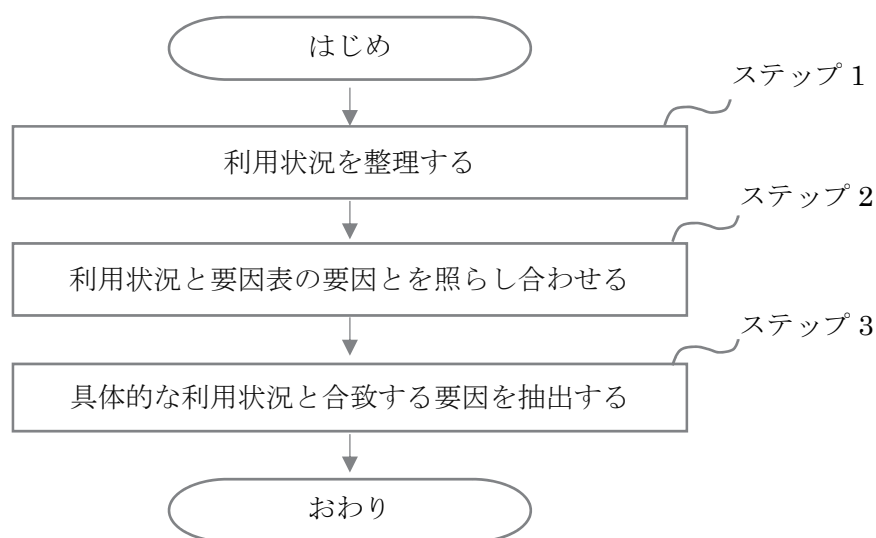 はじめ
ステップ 1
利用状況を整理する
ステップ 2
利用状況と要因表の要因とを照らし合わせる
ステップ 3
具体的な利用状況と合致する要因を抽出する
おわり